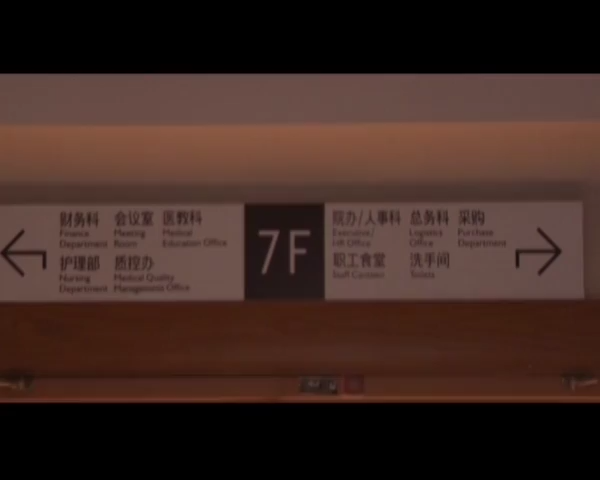 财务科 会议室 医教科
Finance Department Meeting Room Medical Education Office
护理部 质控办
Nursing Department Medical Quality Management Office
7F
院办/人事科 总务科 采购
Executive/ HR Office Logistics Office Purchase Department
职工食堂 洗手间
Staff Canteen Toilets